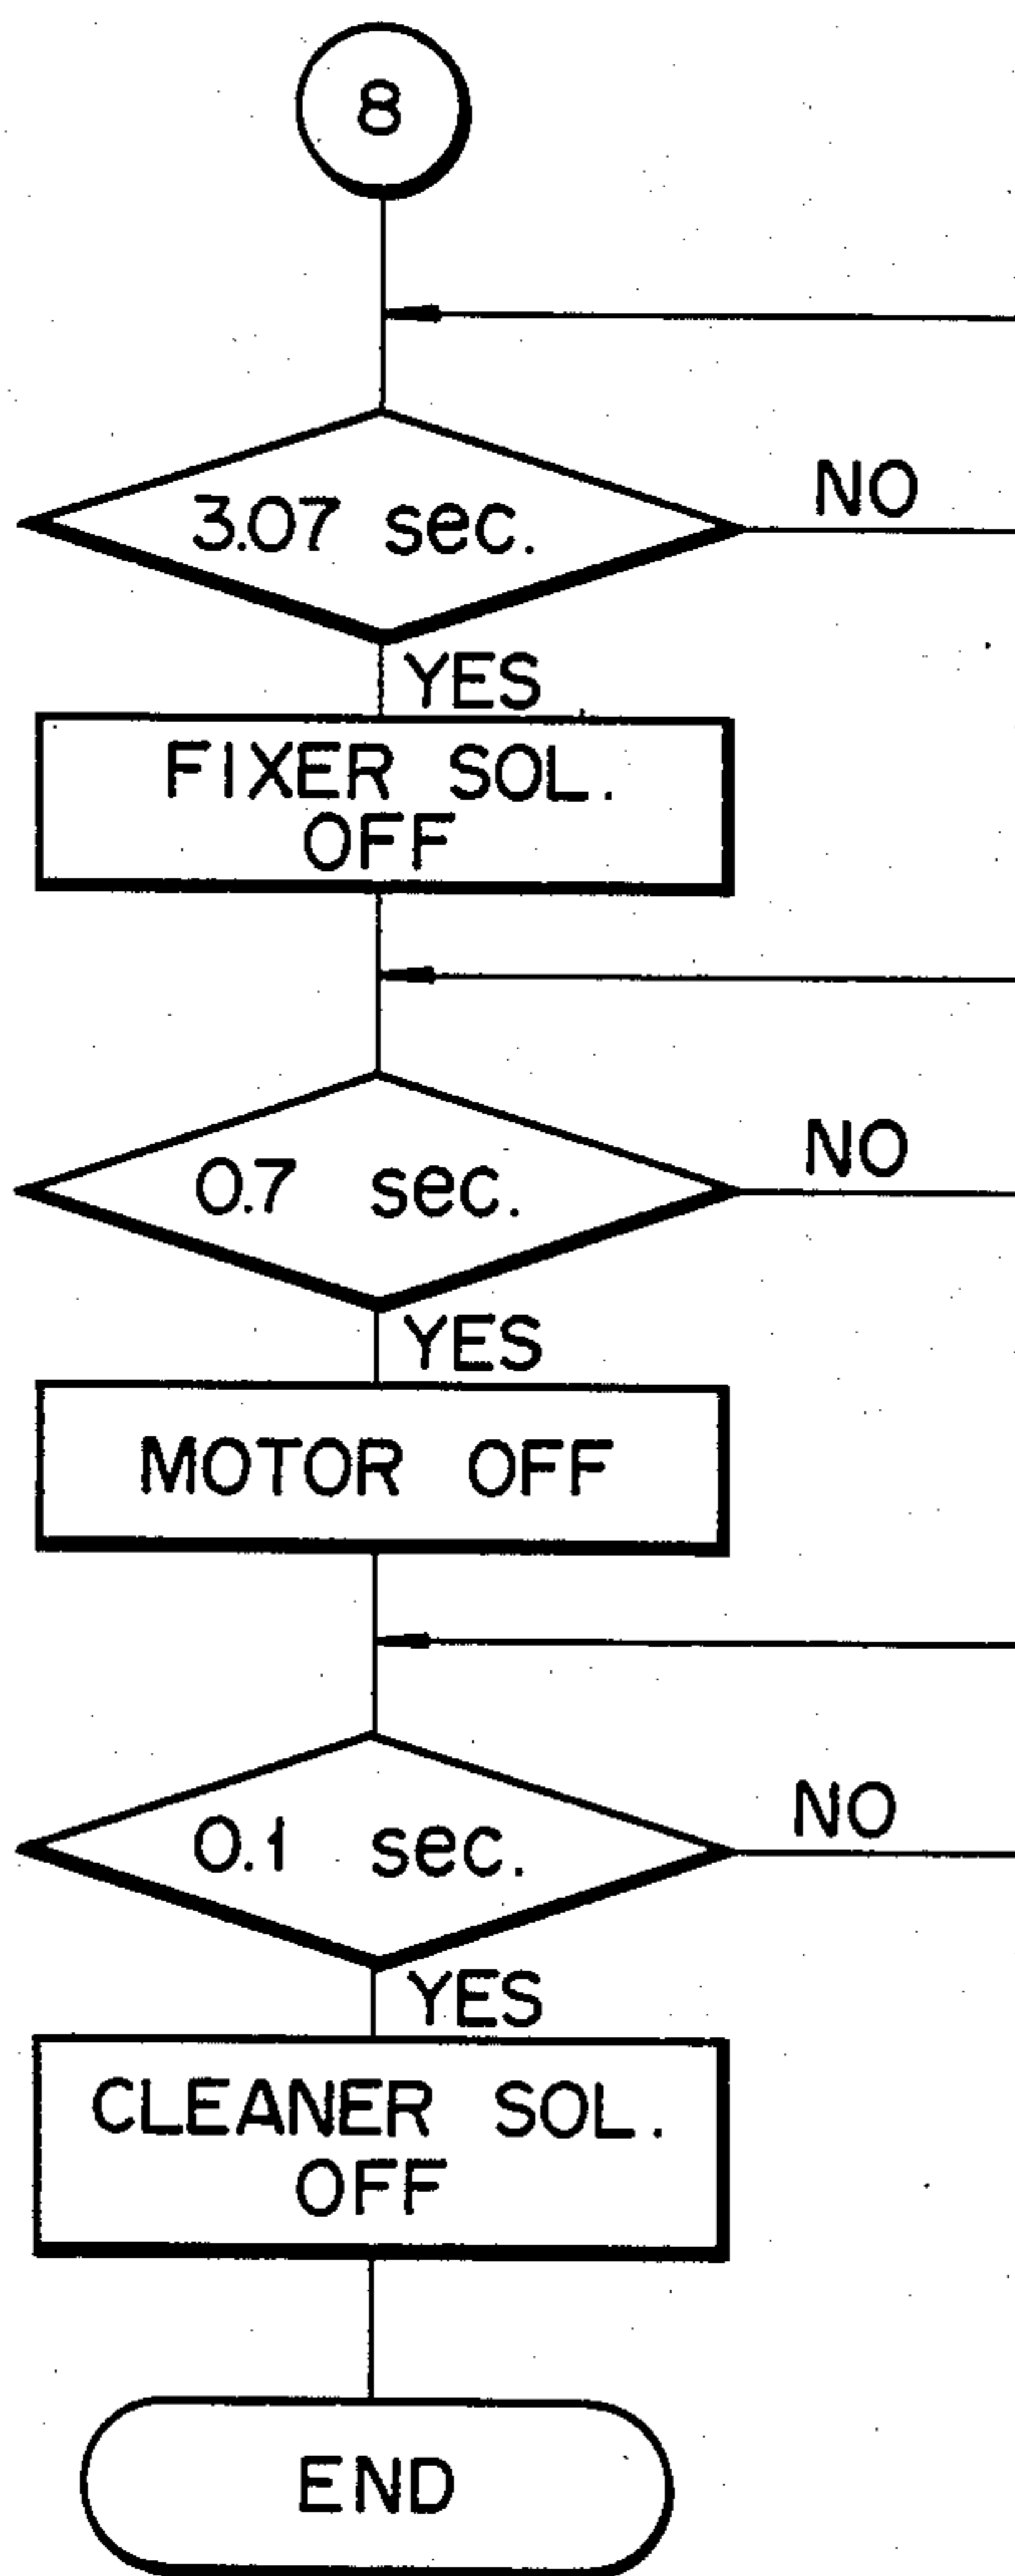 8
3.07 sec.
NO
YES
FIXER SOL.
OFF
0.7 sec.
NO
YES
MOTOR OFF
0.1 sec.
NO
YES
CLEANER SOL.
OFF
END